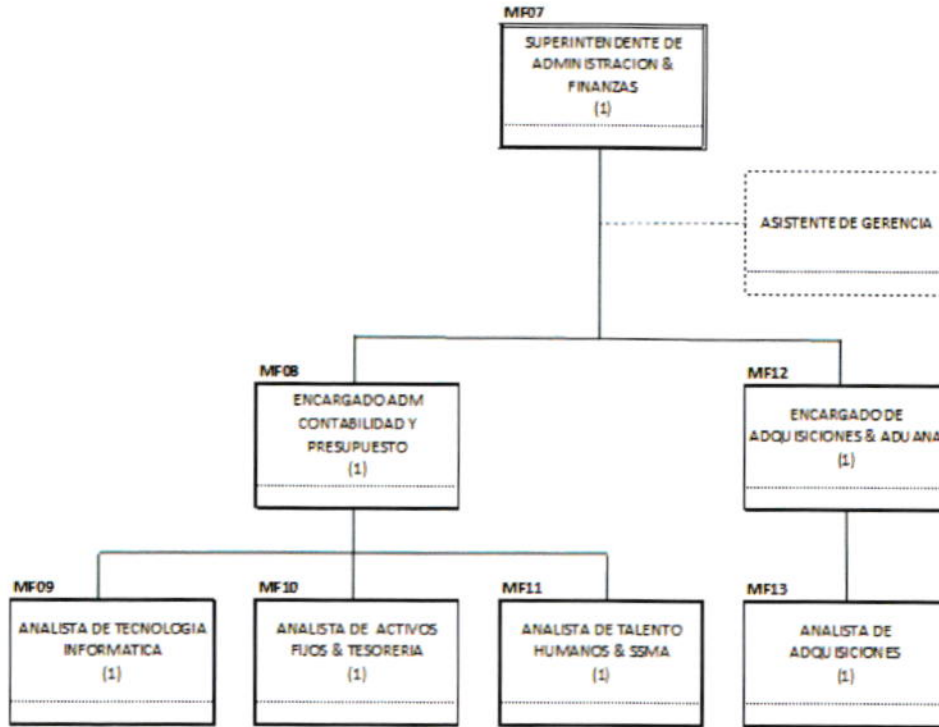 MF07
SUPERINTENDENTE DE
ADMINISTRACION &
FINANZAS
(1)
ASISTENTE DE GERENCIA
MF08
ENCARGADO ADM
CONTABILIDAD Y
PRESUPUESTO
(1)
MF12
ENCARGADO DE
ADQUISICIONES & ADUANA
(1)
MF09
ANALISTA DE TECNOLOGIA
INFORMATICA
(1)
MF10
ANALISTA DE ACTIVOS
FIJOS & TESORERIA
(1)
MF11
ANALISTA DE TALENTO
HUMANOS & SSMA
(1)
MF13
ANALISTA DE
ADQUISICIONES
(1)